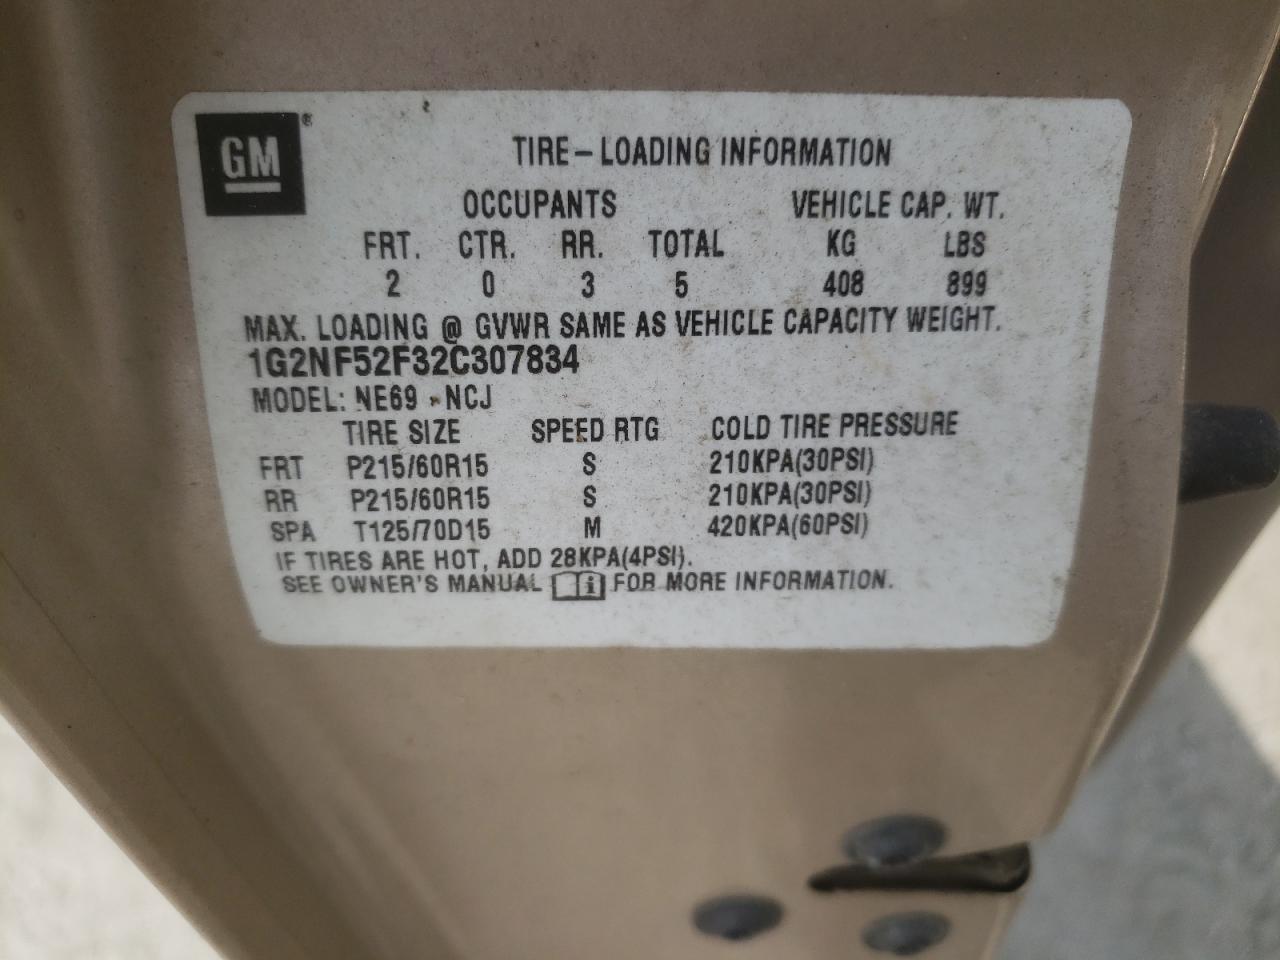 GM®
TIRE-LOADING INFORMATION
OCCUPANTS VEHICLE CAP. WT.
FRT. CTR. RR. TOTAL KG LBS
2 0 3 5 408 899
MAX. LOADING @ GVWR SAME AS VEHICLE CAPACITY WEIGHT.
1G2NF52F32C307834
MODEL: NE69 -NCJ
TIRE SIZE SPEED RTG COLD TIRE PRESSURE
FRT P215/60R15 S 210KPA(30PSI)
RR P215/60R15 S 210KPA(30PSI)
SPA T125/70D15 M 420KPA(60PSI)
IF TIRES ARE HOT, ADD 28KPA(4PSI).
SEE OWNER'S MANUAL i FOR MORE INFORMATION.